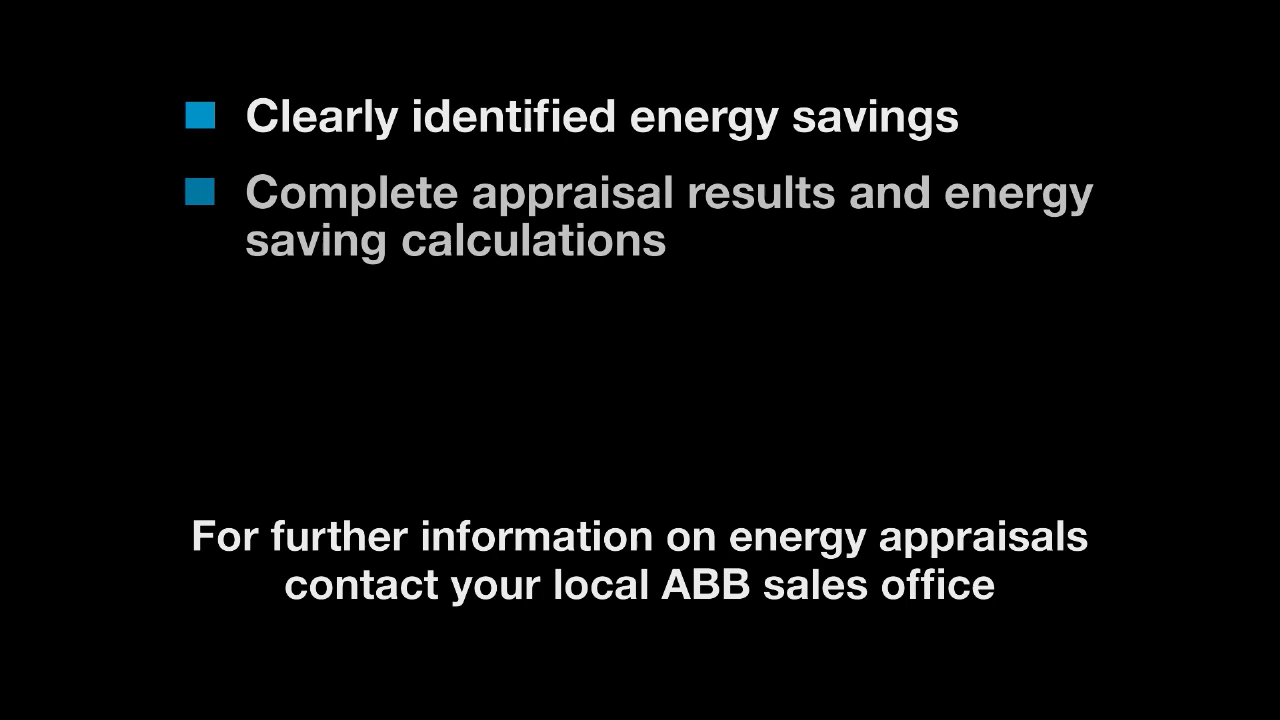 Clearly identified energy savings
Complete appraisal results and energy
saving calculations
For further information on energy appraisals
contact your local ABB sales office